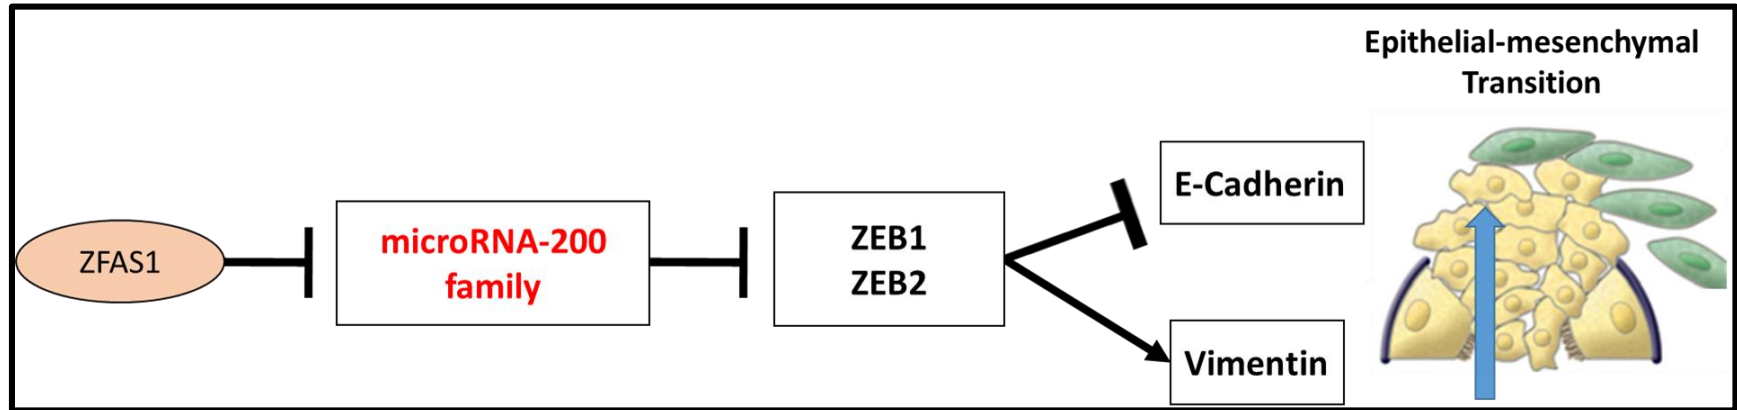 Epithelial-mesenchymal
Transition
ZFAS1
microRNA-200
family
ZEB1
ZEB2
E-Cadherin
Vimentin